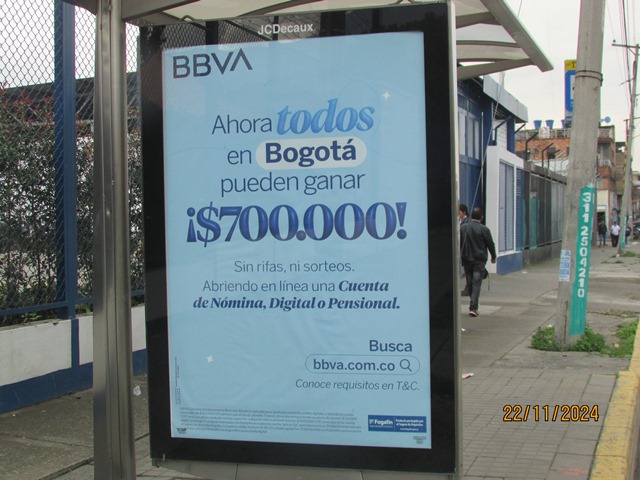 JCDecaux
BBVA
Ahora todos
en Bogotá
pueden ganar
¡$700.000!
Sin rifas, ni sorteos.
Abriendo en línea una Cuenta
de Nómina, Digital o Pensional.
Busca
bbva.com.co
Conoce requisitos en T&C.
Fogafín
311 2504210
22/11/2024